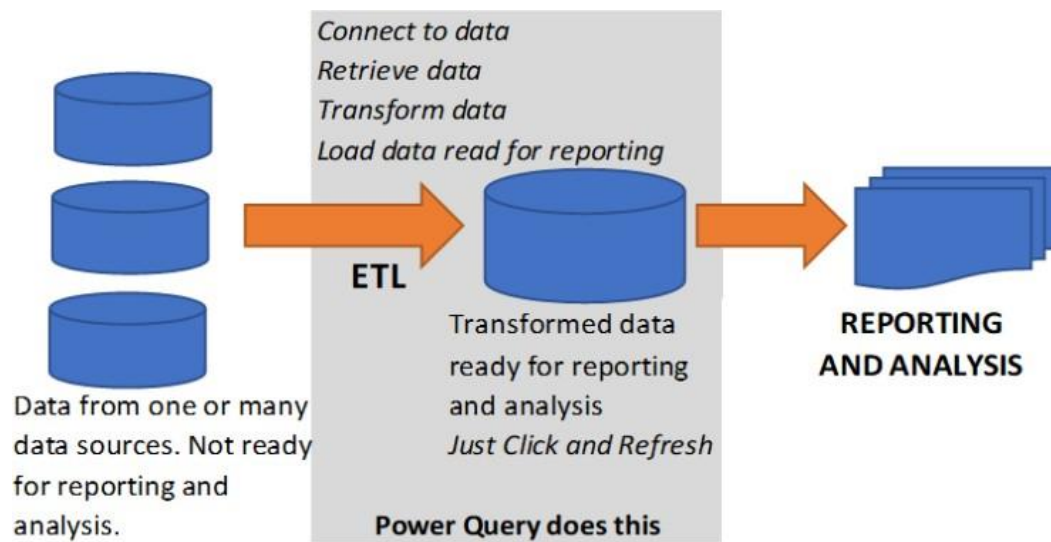 Connect to data
Retrieve data
Transform data
Load data read for reporting
ETL
Data from one or many
data sources. Not ready
for reporting and
analysis.
Transformed data
ready for reporting
and analysis
Just Click and Refresh
Power Query does this
REPORTING
AND ANALYSIS